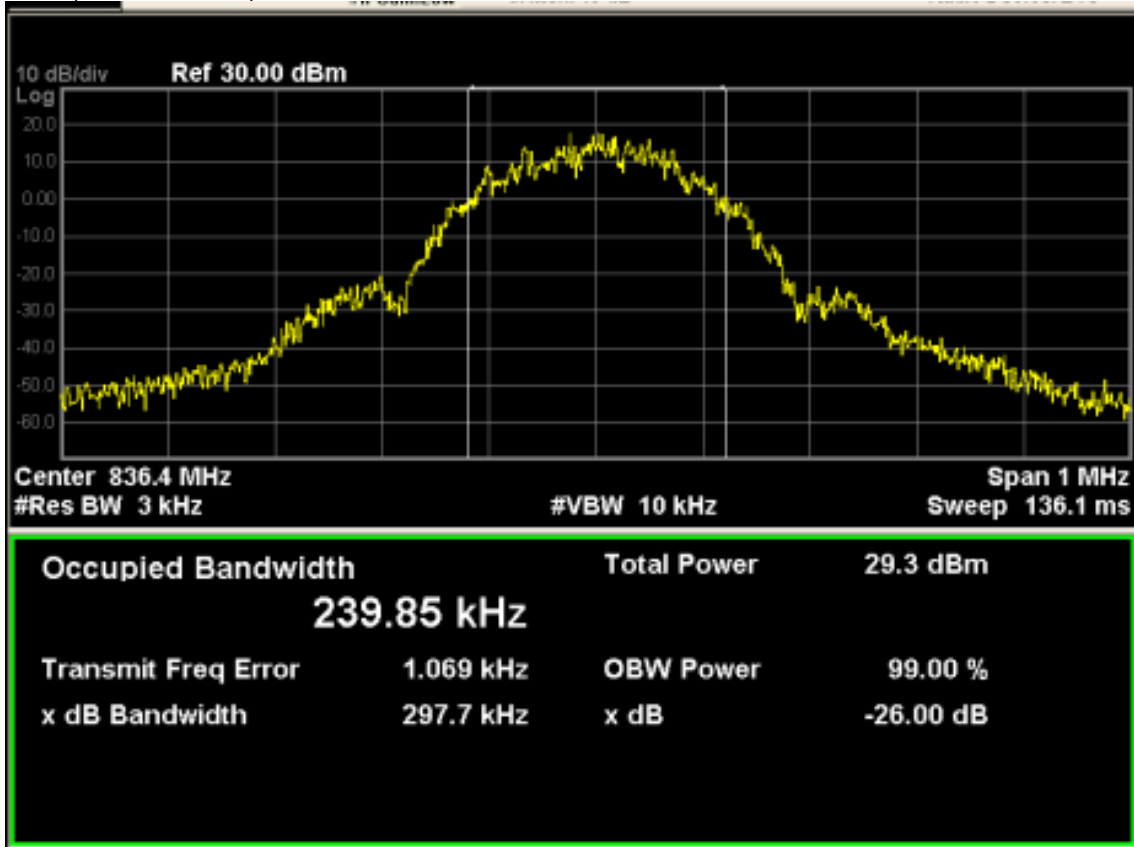 10 dB/div Ref 30.00 dBm
Log
20.0
10.0
0.00
-10.0
-20.0
-30.0
-40.0
-50.0
-60.0
Center 836.4 MHz Span 1 MHz
#Res BW 3 kHz #VBW 10 kHz Sweep 136.1 ms
Occupied Bandwidth Total Power 29.3 dBm
239.85 kHz
Transmit Freq Error 1.069 kHz OBW Power 99.00 %
x dB Bandwidth 297.7 kHz x dB -26.00 dB